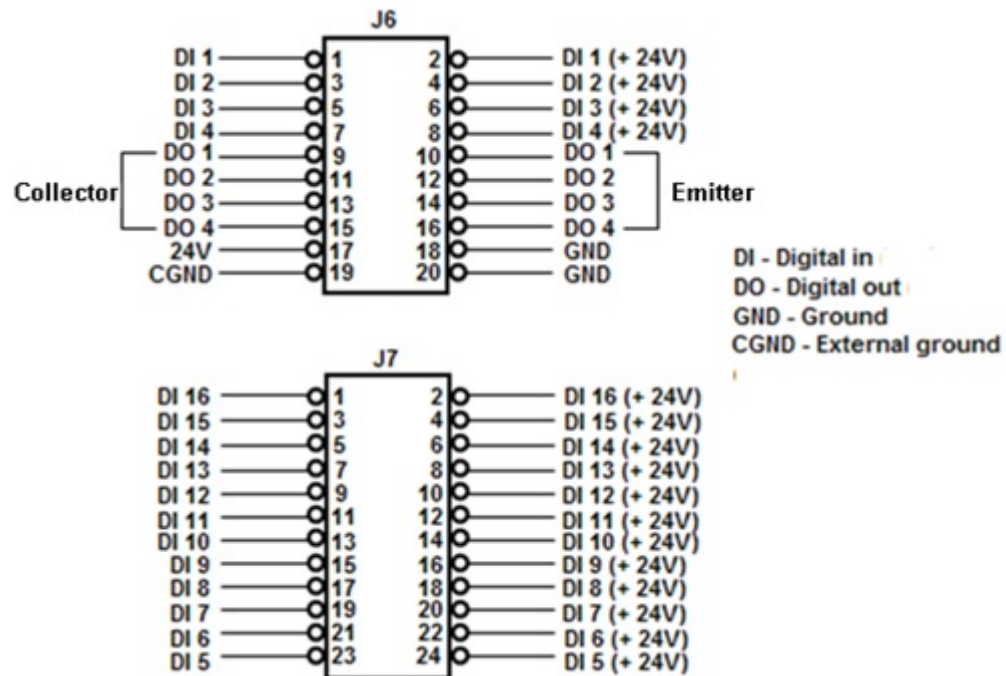 J6
DI 1 1 2 DI 1 (+ 24V)
DI 2 3 4 DI 2 (+ 24V)
DI 3 5 6 DI 3 (+ 24V)
DI 4 7 8 DI 4 (+ 24V)
DO 1 9 10 DO 1
DO 2 11 12 DO 2
Collector Emitter
DO 3 13 14 DO 3
DO 4 15 16 DO 4
24V 17 18 GND
CGND 19 20 GND
DI - Digital in
DO - Digital out
GND - Ground
CGND - External ground
J7
DI 16 1 2 DI 16 (+ 24V)
DI 15 3 4 DI 15 (+ 24V)
DI 14 5 6 DI 14 (+ 24V)
DI 13 7 8 DI 13 (+ 24V)
DI 12 9 10 DI 12 (+ 24V)
DI 11 11 12 DI 11 (+ 24V)
DI 10 13 14 DI 10 (+ 24V)
DI 9 15 16 DI 9 (+ 24V)
DI 8 17 18 DI 8 (+ 24V)
DI 7 19 20 DI 7 (+ 24V)
DI 6 21 22 DI 6 (+ 24V)
DI 5 23 24 DI 5 (+ 24V)